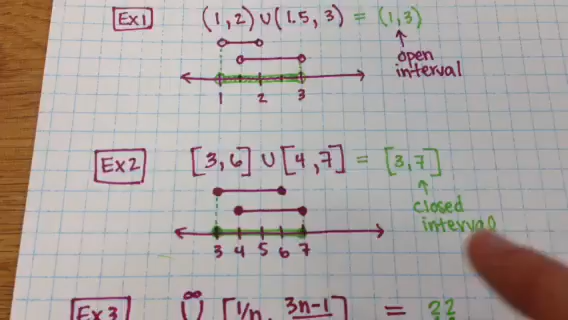 Ex1 (1,2) ∪ (1.5, 3) = (1,3)
open
interval
1 2 3
Ex2 [3,6] ∪ [4,7] = [3,7]
closed
interval
3 4 5 6 7
Ex3 ∞ ∪ [1/n, 3n-1 ] = ??